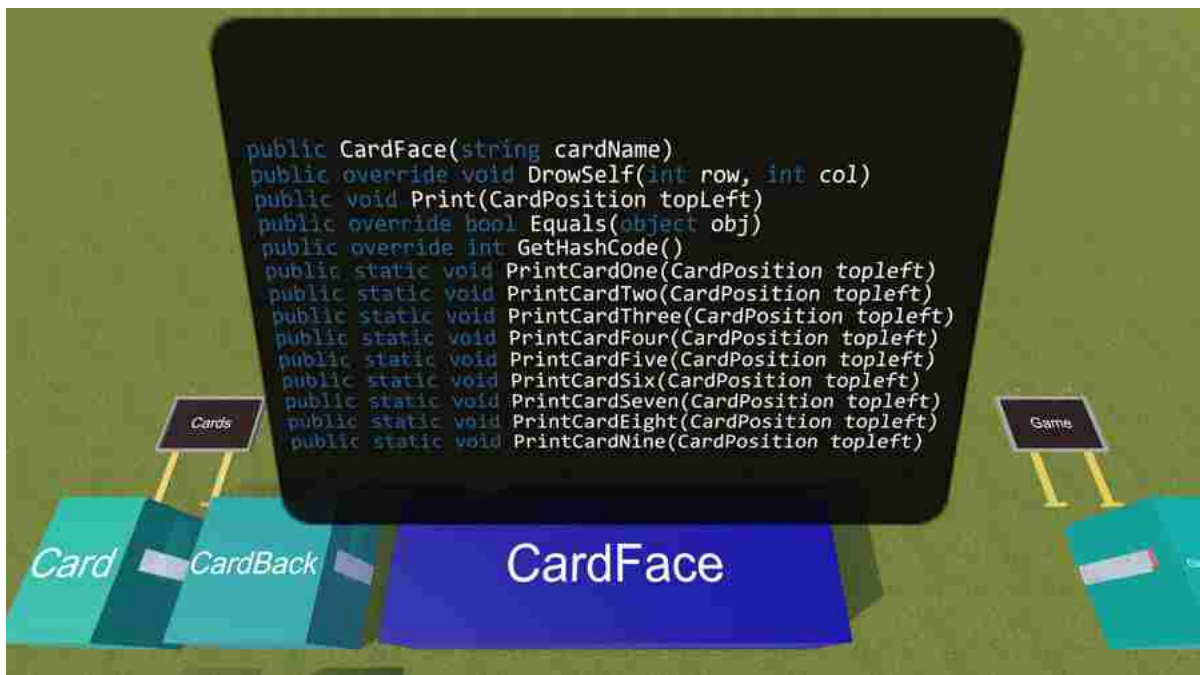 public CardFace(string cardName)
public override void DrowSelf(int row, int col)
public void Print(CardPosition topLeft)
public override bool Equals(object obj)
public override int GetHashCode()
public static void PrintCardOne(CardPosition topleft)
public static void PrintCardTwo(CardPosition topleft)
public static void PrintCardThree(CardPosition topleft)
public static void PrintCardFour(CardPosition topleft)
public static void PrintCardFive(CardPosition topleft)
public static void PrintCardSix(CardPosition topleft)
public static void PrintCardSeven(CardPosition topleft)
public static void PrintCardEight(CardPosition topleft)
public static void PrintCardNine(CardPosition topleft)
Cards
Game
Card
CardBack
CardFace